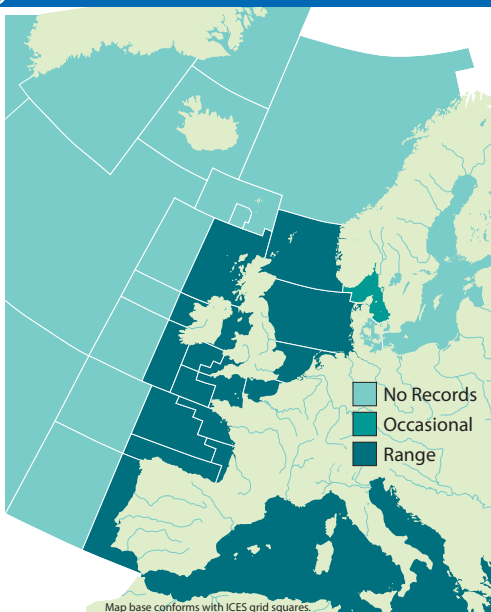 No Records
Occasional
Range
Map base conforms with ICES grid squares.